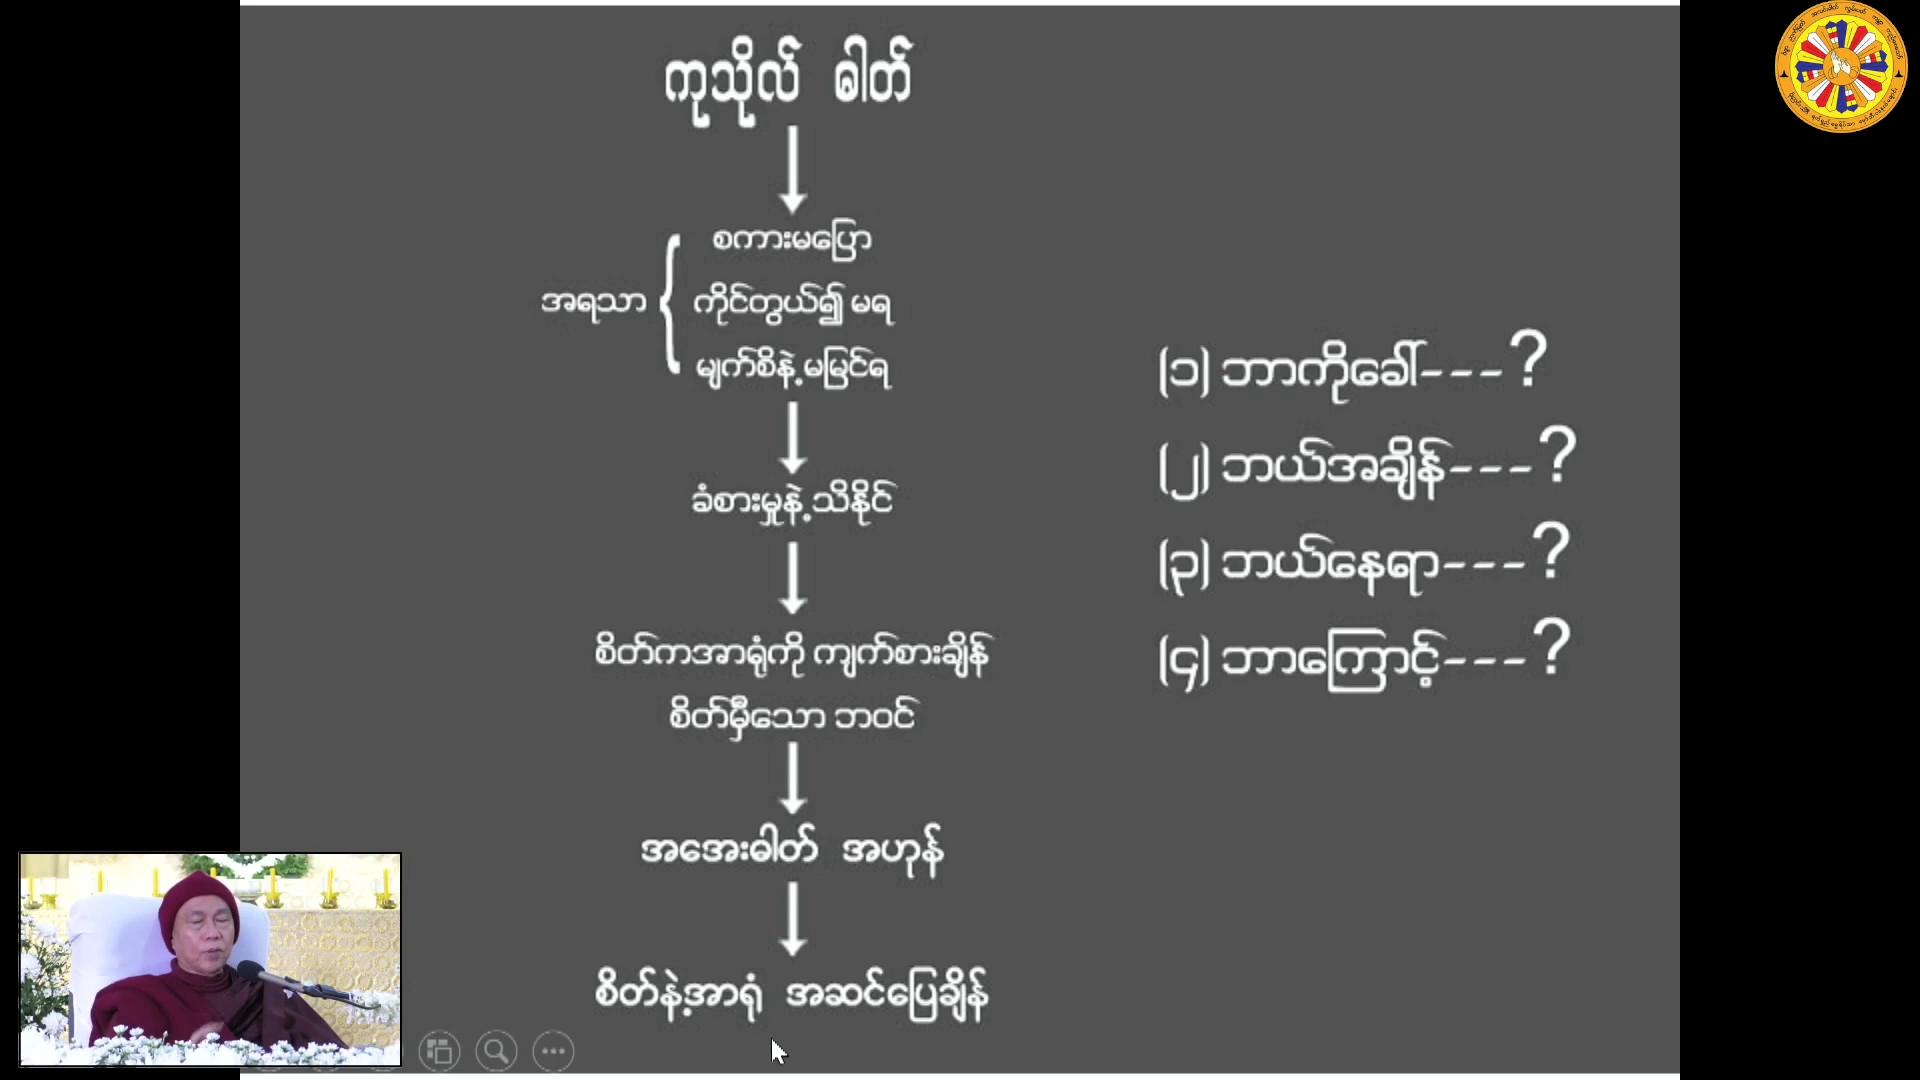 ကုသိုလ် ဓါတ်
စကားမပြော
အရသာ { ကိုင်တွယ်၍ မရ
မျက်စိနဲ့ မမြင်ရ
ခံစားမှုနဲ့ သိနိုင်
စိတ်ကအာရုံကို ကျက်စားချိန်
စိတ်မှီသော ဘဝင်
အအေးဓါတ် အဟုန်
စိတ်နဲ့အာရုံ အဆင်ပြေချိန်
(၁) ဘာကိုခေါ်---?
(၂) ဘယ်အချိန်---?
(၃) ဘယ်နေရာ---?
(၄) ဘာကြောင့်---?